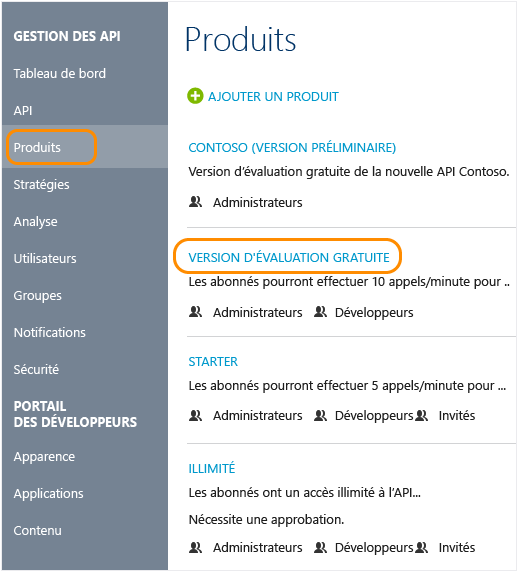 GESTION DES API
Tableau de bord
API
Produits
Stratégies
Analyse
Utilisateurs
Groupes
Notifications
Sécurité
PORTAIL
DES DÉVELOPPEURS
Apparence
Applications
Contenu
Produits
AJOUTER UN PRODUIT
CONTOSO (VERSION PRÉLIMINAIRE)
Version d'évaluation gratuite de la nouvelle API Contoso.
Administrateurs
VERSION D'ÉVALUATION GRATUITE
Les abonnés pourront effectuer 10 appels/minute pour ..
Administrateurs Développeurs
STARTER
Les abonnés pourront effectuer 5 appels/minute pour ...
Administrateurs Développeurs Invités
ILLIMITÉ
Les abonnés ont un accès illimité à l'API...
Nécessite une approbation.
Administrateurs Développeurs Invités